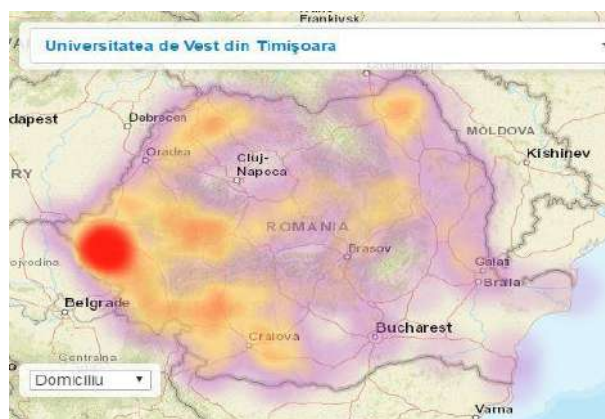 Frankivsk
Universitatea de Vest din Timişoara
dapest
Debrecen
MOLDOVA
Oradea
Cluj-
Napoca
Kishinev
RY
ROMANIA
Brasov
Galati
Braila
ojvodina
Belgrade
Craiova
Bucharest
Centralna
Domiciliu
Varna